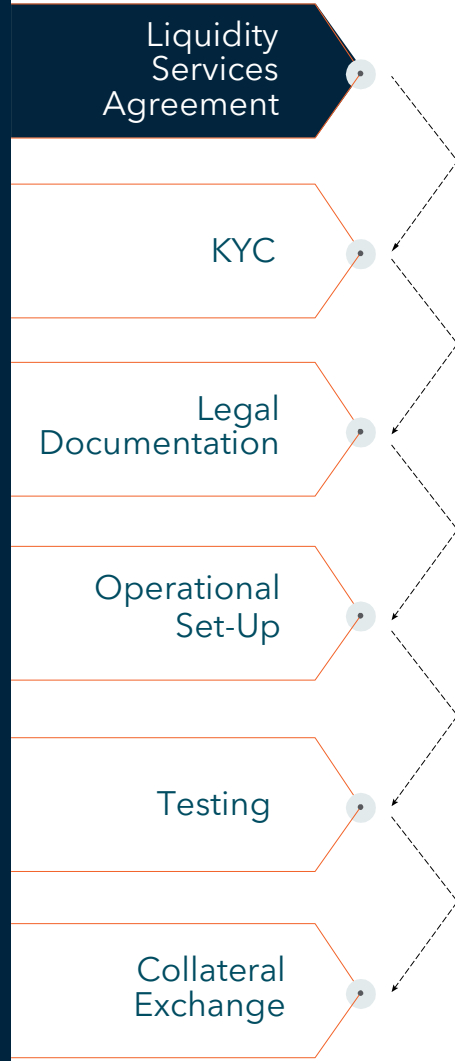 Liquidity
Services
Agreement
KYC
Legal
Documentation
Operational
Set-Up
Testing
Collateral
Exchange